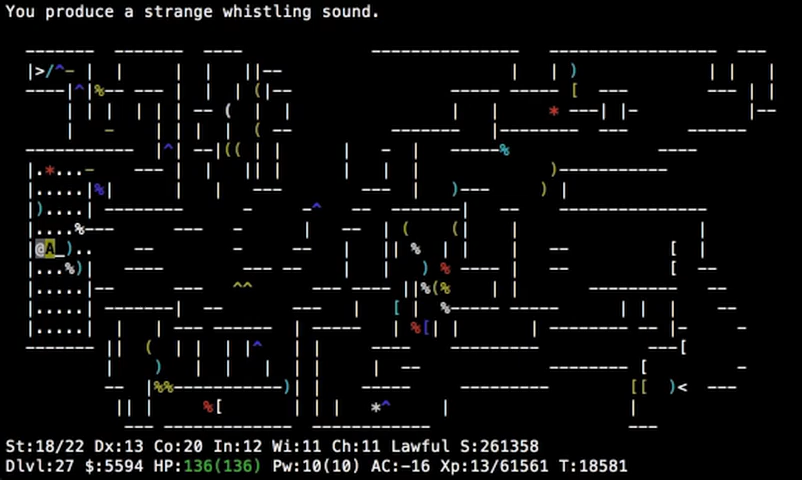 You produce a strange whistling sound.
St:18/22 Dx:13 Co:20 In:12 Wi:11 Ch:11 Lawful S:261358
Dlvl:27 $:5594 HP:136(136) Pw:10(10) AC:-16 Xp:13/61561 T:18581